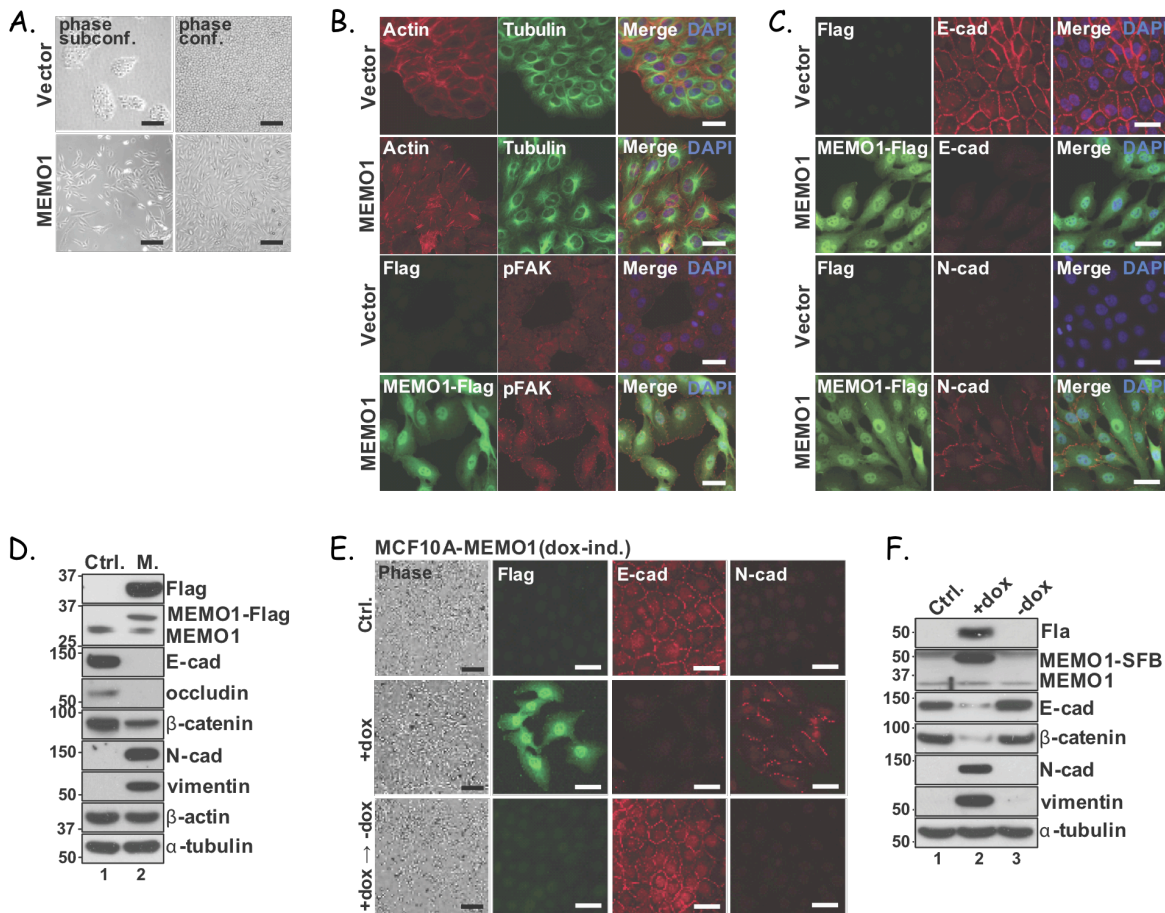 A.
phase
subconf.
phase
conf.
Vector
MEMO1
B.
Actin
Tubulin
Merge DAPI
Vector
Actin
Tubulin
Merge
MEMO1
Flag
pFAK
Merge DAPI
Vector
MEMO1-Flag
pFAK
Merge DAPI
MEMO1
C.
Flag
E-cad
Merge DAPI
Vector
MEMO1-Flag
E-cad
Merge DAPI
MEMO1
Flag
N-cad
Merge DAPI
Vector
MEMO1-Flag
N-cad
Merge DAPI
MEMO1
D.
Ctrl. M.
37
Flag
37
MEMO1-Flag
MEMO1
25
150
E-cad
occludin
50
100
β-catenin
150
N-cad
vimentin
50
β-actin
37
α-tubulin
50
1 2
E.
MCF10A-MEMO1(dox-ind.)
Phase
Flag
E-cad
N-cad
Ctrl.
+dox
+dox → -dox
F.
Ctrl.
+dox
-dox
50
Fla
50
MEMO1-SFB
37
MEMO1
150
E-cad
100
β-catenin
150
N-cad
vimentin
50
α-tubulin
50
1 2 3